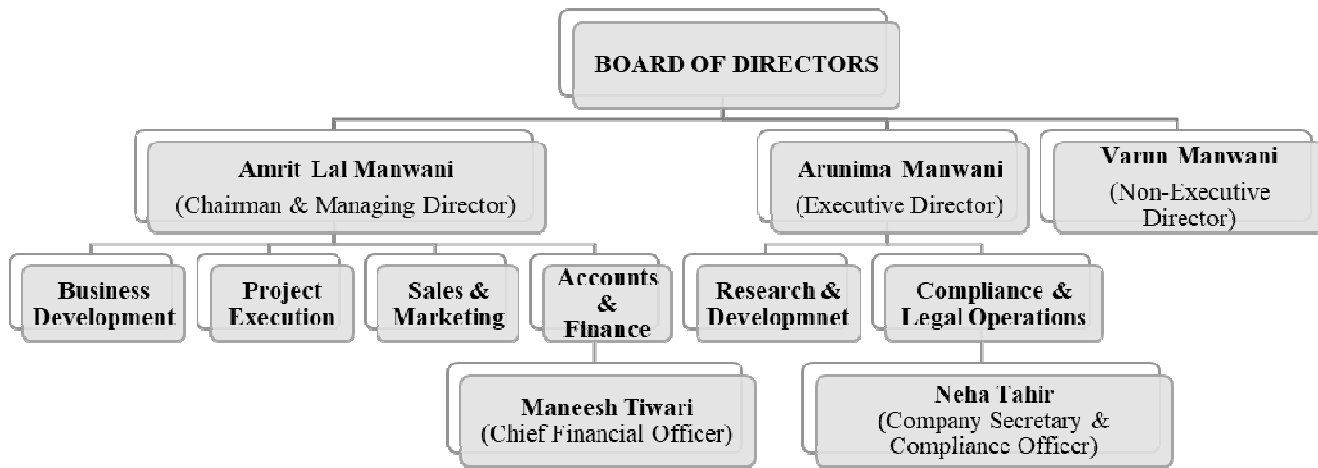 BOARD OF DIRECTORS
Amrit Lal Manwani
(Chairman & Managing Director)
Arunima Manwani
(Executive Director)
Varun Manwani
(Non-Executive
Director)
Business
Development
Project
Execution
Sales &
Marketing
Accounts
&
Finance
Research &
Developmnet
Compliance &
Legal Operations
Maneesh Tiwari
(Chief Financial Officer)
Neha Tahir
(Company Secretary &
Compliance Officer)